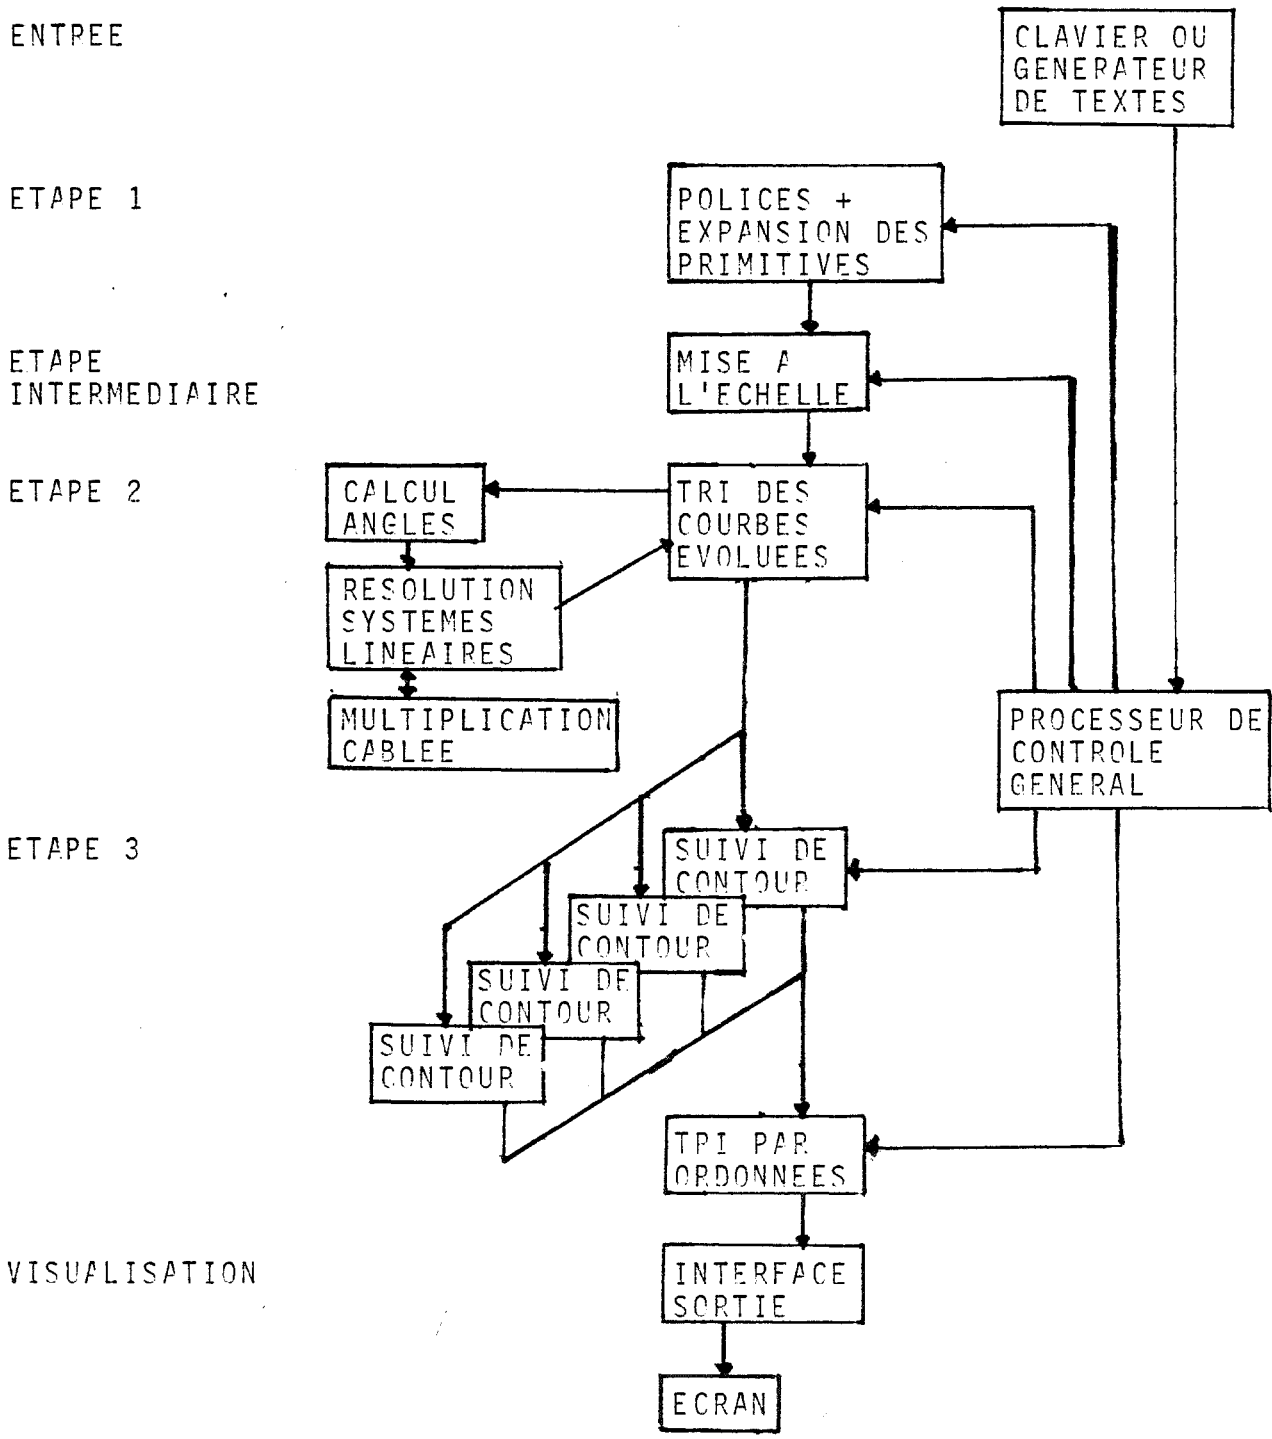 ENTREE
CLAVIER OU
GENERATEUR
DE TEXTES
ETAPE 1
POLICES +
EXPANSION DES
PRIMITIVES
ETAPE
INTERMEDIAIRE
MISE A
L'ECHELLE
ETAPE 2
CALCUL
ANGLES
TRI DES
COURBES
EVOLUEES
RESOLUTION
SYSTEMES
LINEAIRES
MULTIPLICATION
CABLEE
PROCESSEUR DE
CONTROLE
GENERAL
ETAPE 3
SUIVI DE
CONTOUR
SUIVI DE
CONTOUR
SUIVI DE
CONTOUR
SUIVI DE
CONTOUR
TRI PAR
ORDONNEES
VISUALISATION
INTERFACE
SORTIE
ECRAN